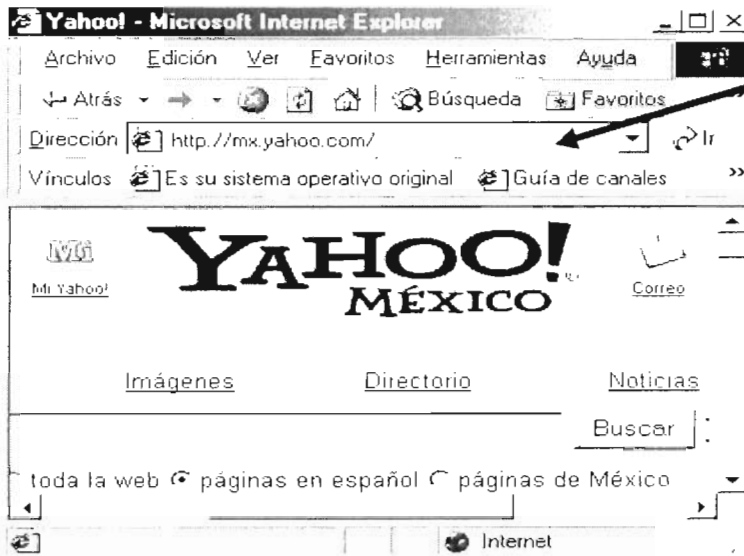 Yahoo! - Microsoft Internet Explorer
Archivo Edición Ver Favoritos Herramientas Ayuda
Atrás Búsqueda Favoritos »
Dirección http://mx.yahoo.com/ Ir
Vínculos Es su sistema operativo original Guía de canales »
Mi
YAHOO!
Mi Yahoo! MÉXICO Correo
Imágenes Directorio Noticias
Buscar
toda la web páginas en español páginas de México
Internet